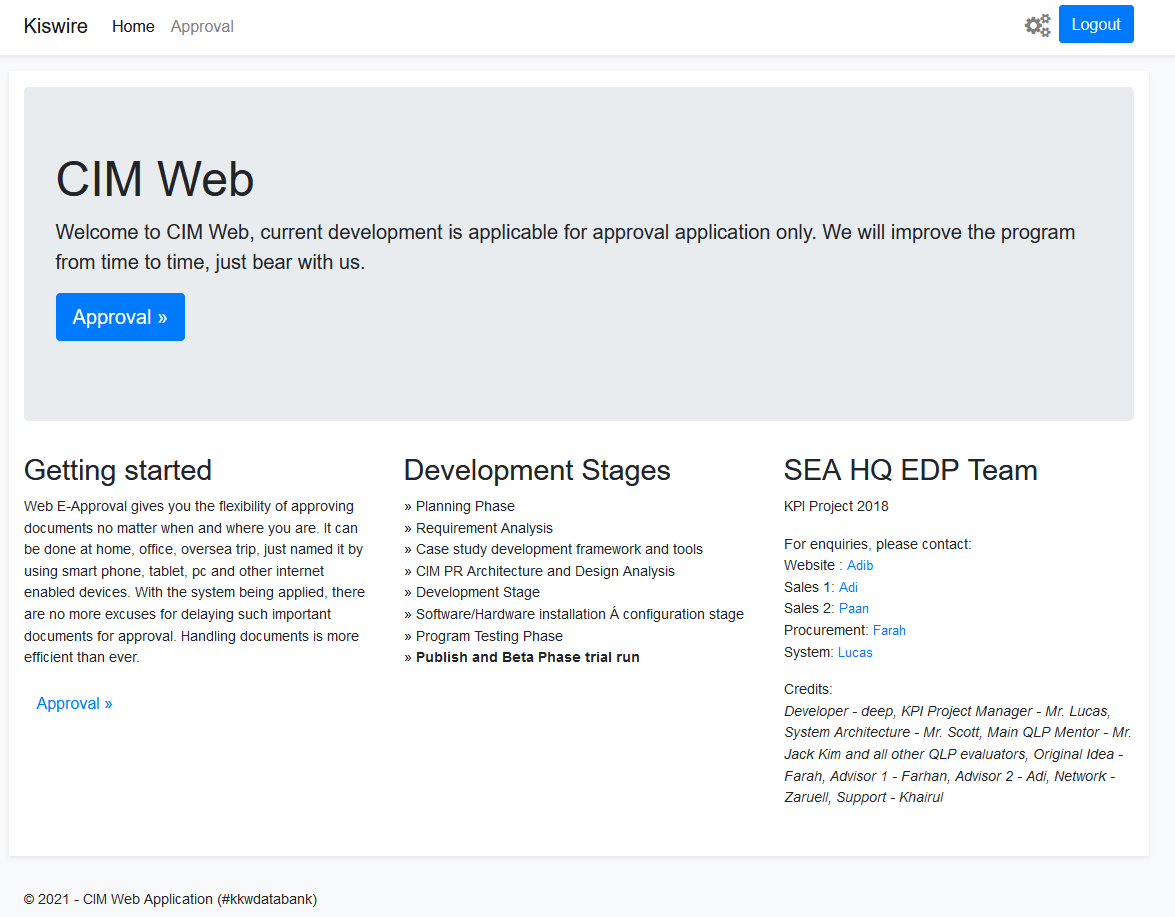 Kiswire Home Approval Logout
CIM Web
Welcome to CIM Web, current development is applicable for approval application only. We will improve the program
from time to time, just bear with us.
Approval »
Getting started
Web E-Approval gives you the flexibility of approving
documents no matter when and where you are. It can
be done at home, office, oversea trip, just named it by
using smart phone, tablet, pc and other internet
enabled devices. With the system being applied, there
are no more excuses for delaying such important
documents for approval. Handling documents is more
efficient than ever.
Approval »
Development Stages
» Planning Phase
» Requirement Analysis
» Case study development framework and tools
» CIM PR Architecture and Design Analysis
» Development Stage
» Software/Hardware installation Á configuration stage
» Program Testing Phase
» Publish and Beta Phase trial run
SEA HQ EDP Team
KPI Project 2018
For enquiries, please contact:
Website : Adib
Sales 1: Adi
Sales 2: Paan
Procurement: Farah
System: Lucas
Credits:
Developer - deep, KPI Project Manager - Mr. Lucas,
System Architecture - Mr. Scott, Main QLP Mentor - Mr.
Jack Kim and all other QLP evaluators, Original Idea -
Farah, Advisor 1 - Farhan, Advisor 2 - Adi, Network -
Zaruell, Support - Khairul
© 2021 - CIM Web Application (#kkwdatabank)